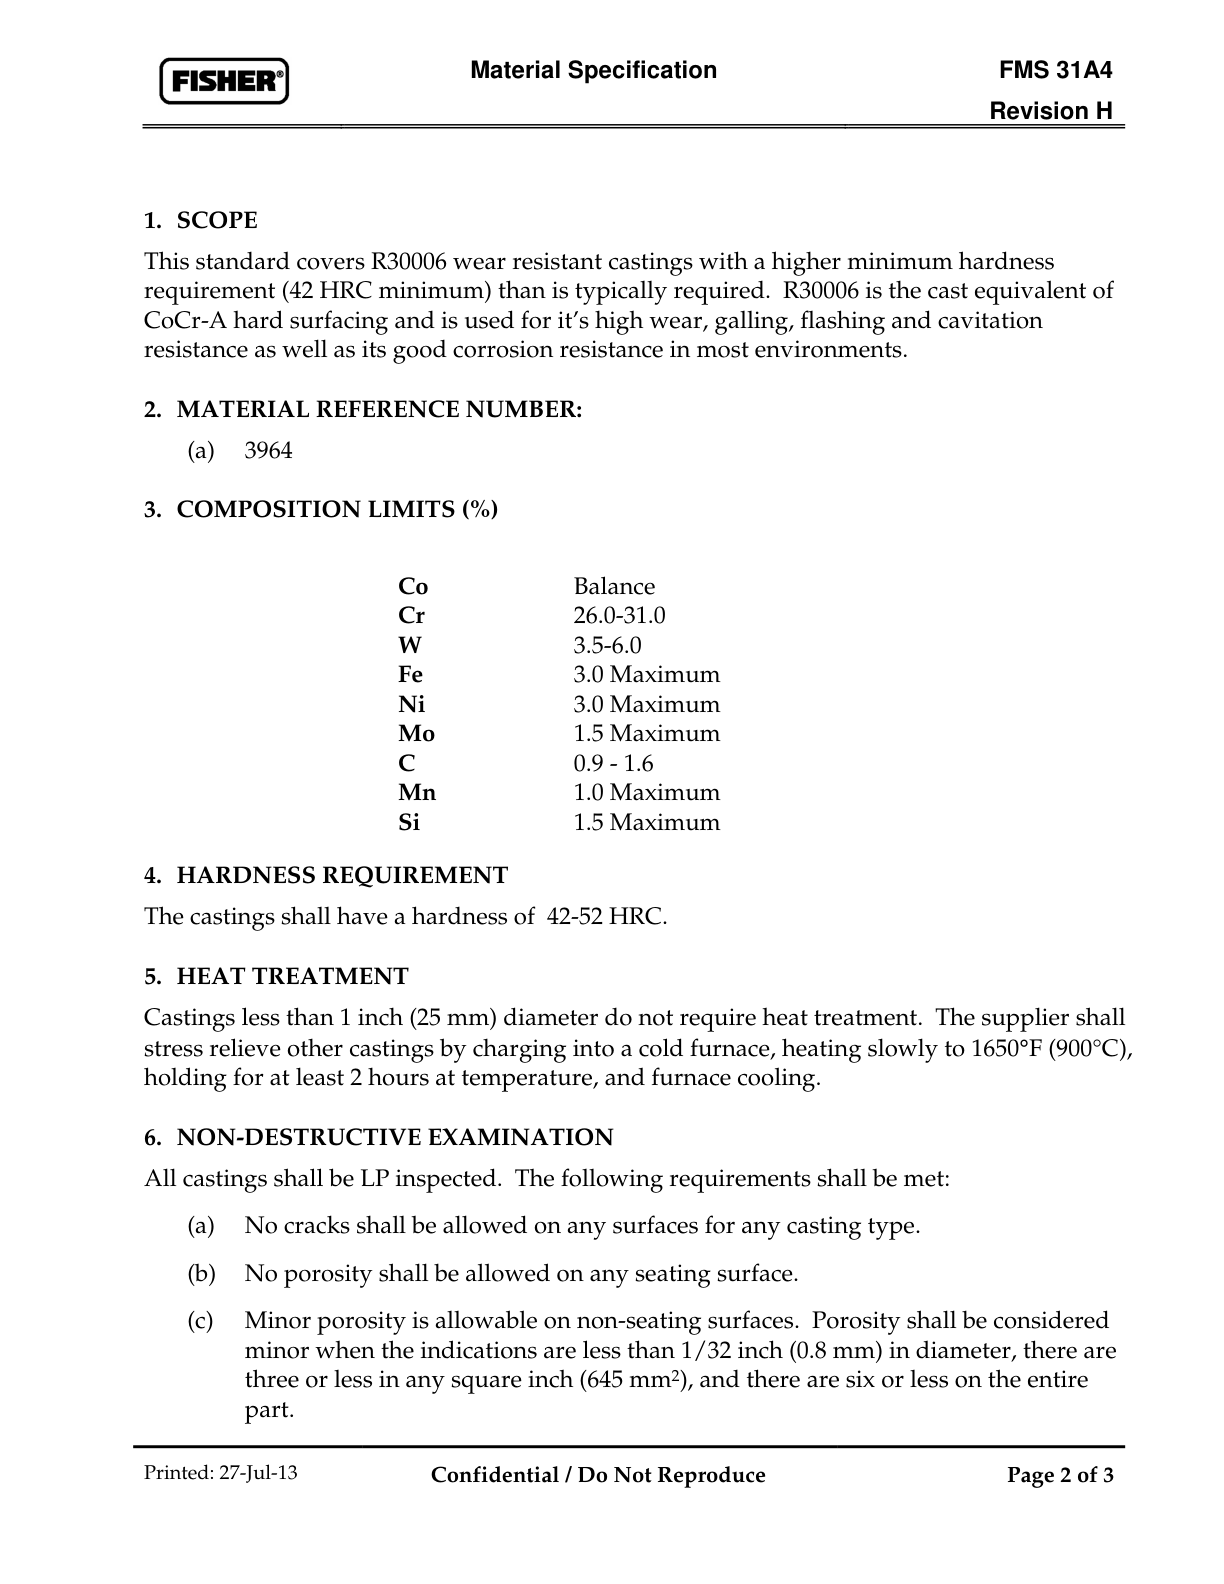 FISHER®
Material Specification
FMS 31A4
Revision H
1. SCOPE
This standard covers R30006 wear resistant castings with a higher minimum hardness
requirement (42 HRC minimum) than is typically required.  R30006 is the cast equivalent of
CoCr-A hard surfacing and is used for it’s high wear, galling, flashing and cavitation
resistance as well as its good corrosion resistance in most environments.
2. MATERIAL REFERENCE NUMBER:
(a) 3964
3. COMPOSITION LIMITS (%)
Co Balance
Cr 26.0-31.0
W 3.5-6.0
Fe 3.0 Maximum
Ni 3.0 Maximum
Mo 1.5 Maximum
C 0.9 - 1.6
Mn 1.0 Maximum
Si 1.5 Maximum
4. HARDNESS REQUIREMENT
The castings shall have a hardness of  42-52 HRC.
5. HEAT TREATMENT
Castings less than 1 inch (25 mm) diameter do not require heat treatment.  The supplier shall
stress relieve other castings by charging into a cold furnace, heating slowly to 1650°F (900°C),
holding for at least 2 hours at temperature, and furnace cooling.
6. NON-DESTRUCTIVE EXAMINATION
All castings shall be LP inspected.  The following requirements shall be met:
(a) No cracks shall be allowed on any surfaces for any casting type.
(b) No porosity shall be allowed on any seating surface.
(c) Minor porosity is allowable on non-seating surfaces.  Porosity shall be considered
minor when the indications are less than 1/32 inch (0.8 mm) in diameter, there are
three or less in any square inch (645 mm²), and there are six or less on the entire
part.
Printed: 27-Jul-13
Confidential / Do Not Reproduce
Page 2 of 3